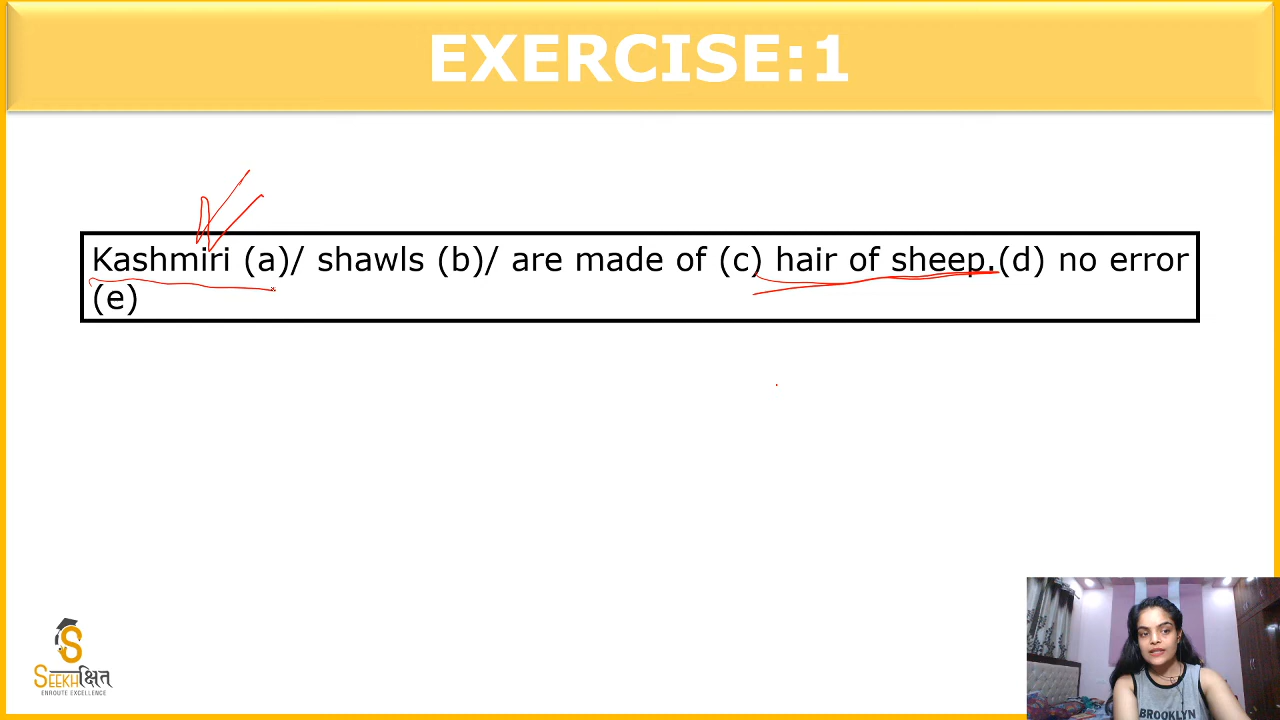 EXERCISE:1
Kashmiri (a)/ shawls (b)/ are made of (c) hair of sheep.(d) no error
(e)
S
SEEKHक्षित
ENROUTE EXCELLENCE
BROOKLYN